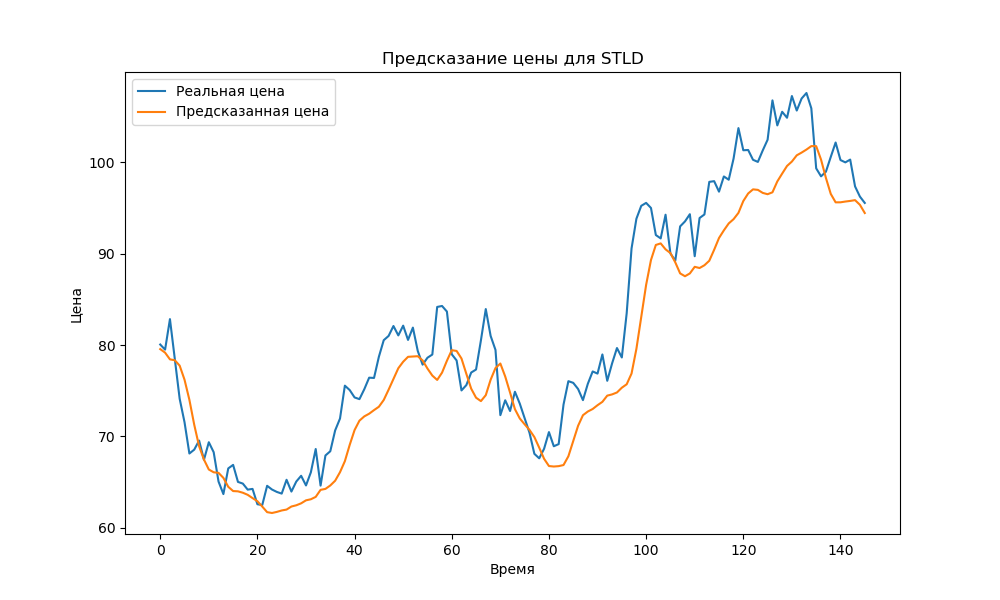 Предсказание цены для STLD
Реальная цена
Предсказанная цена
Цена
100
90
80
70
60
0 20 40 60 80 100 120 140
Время